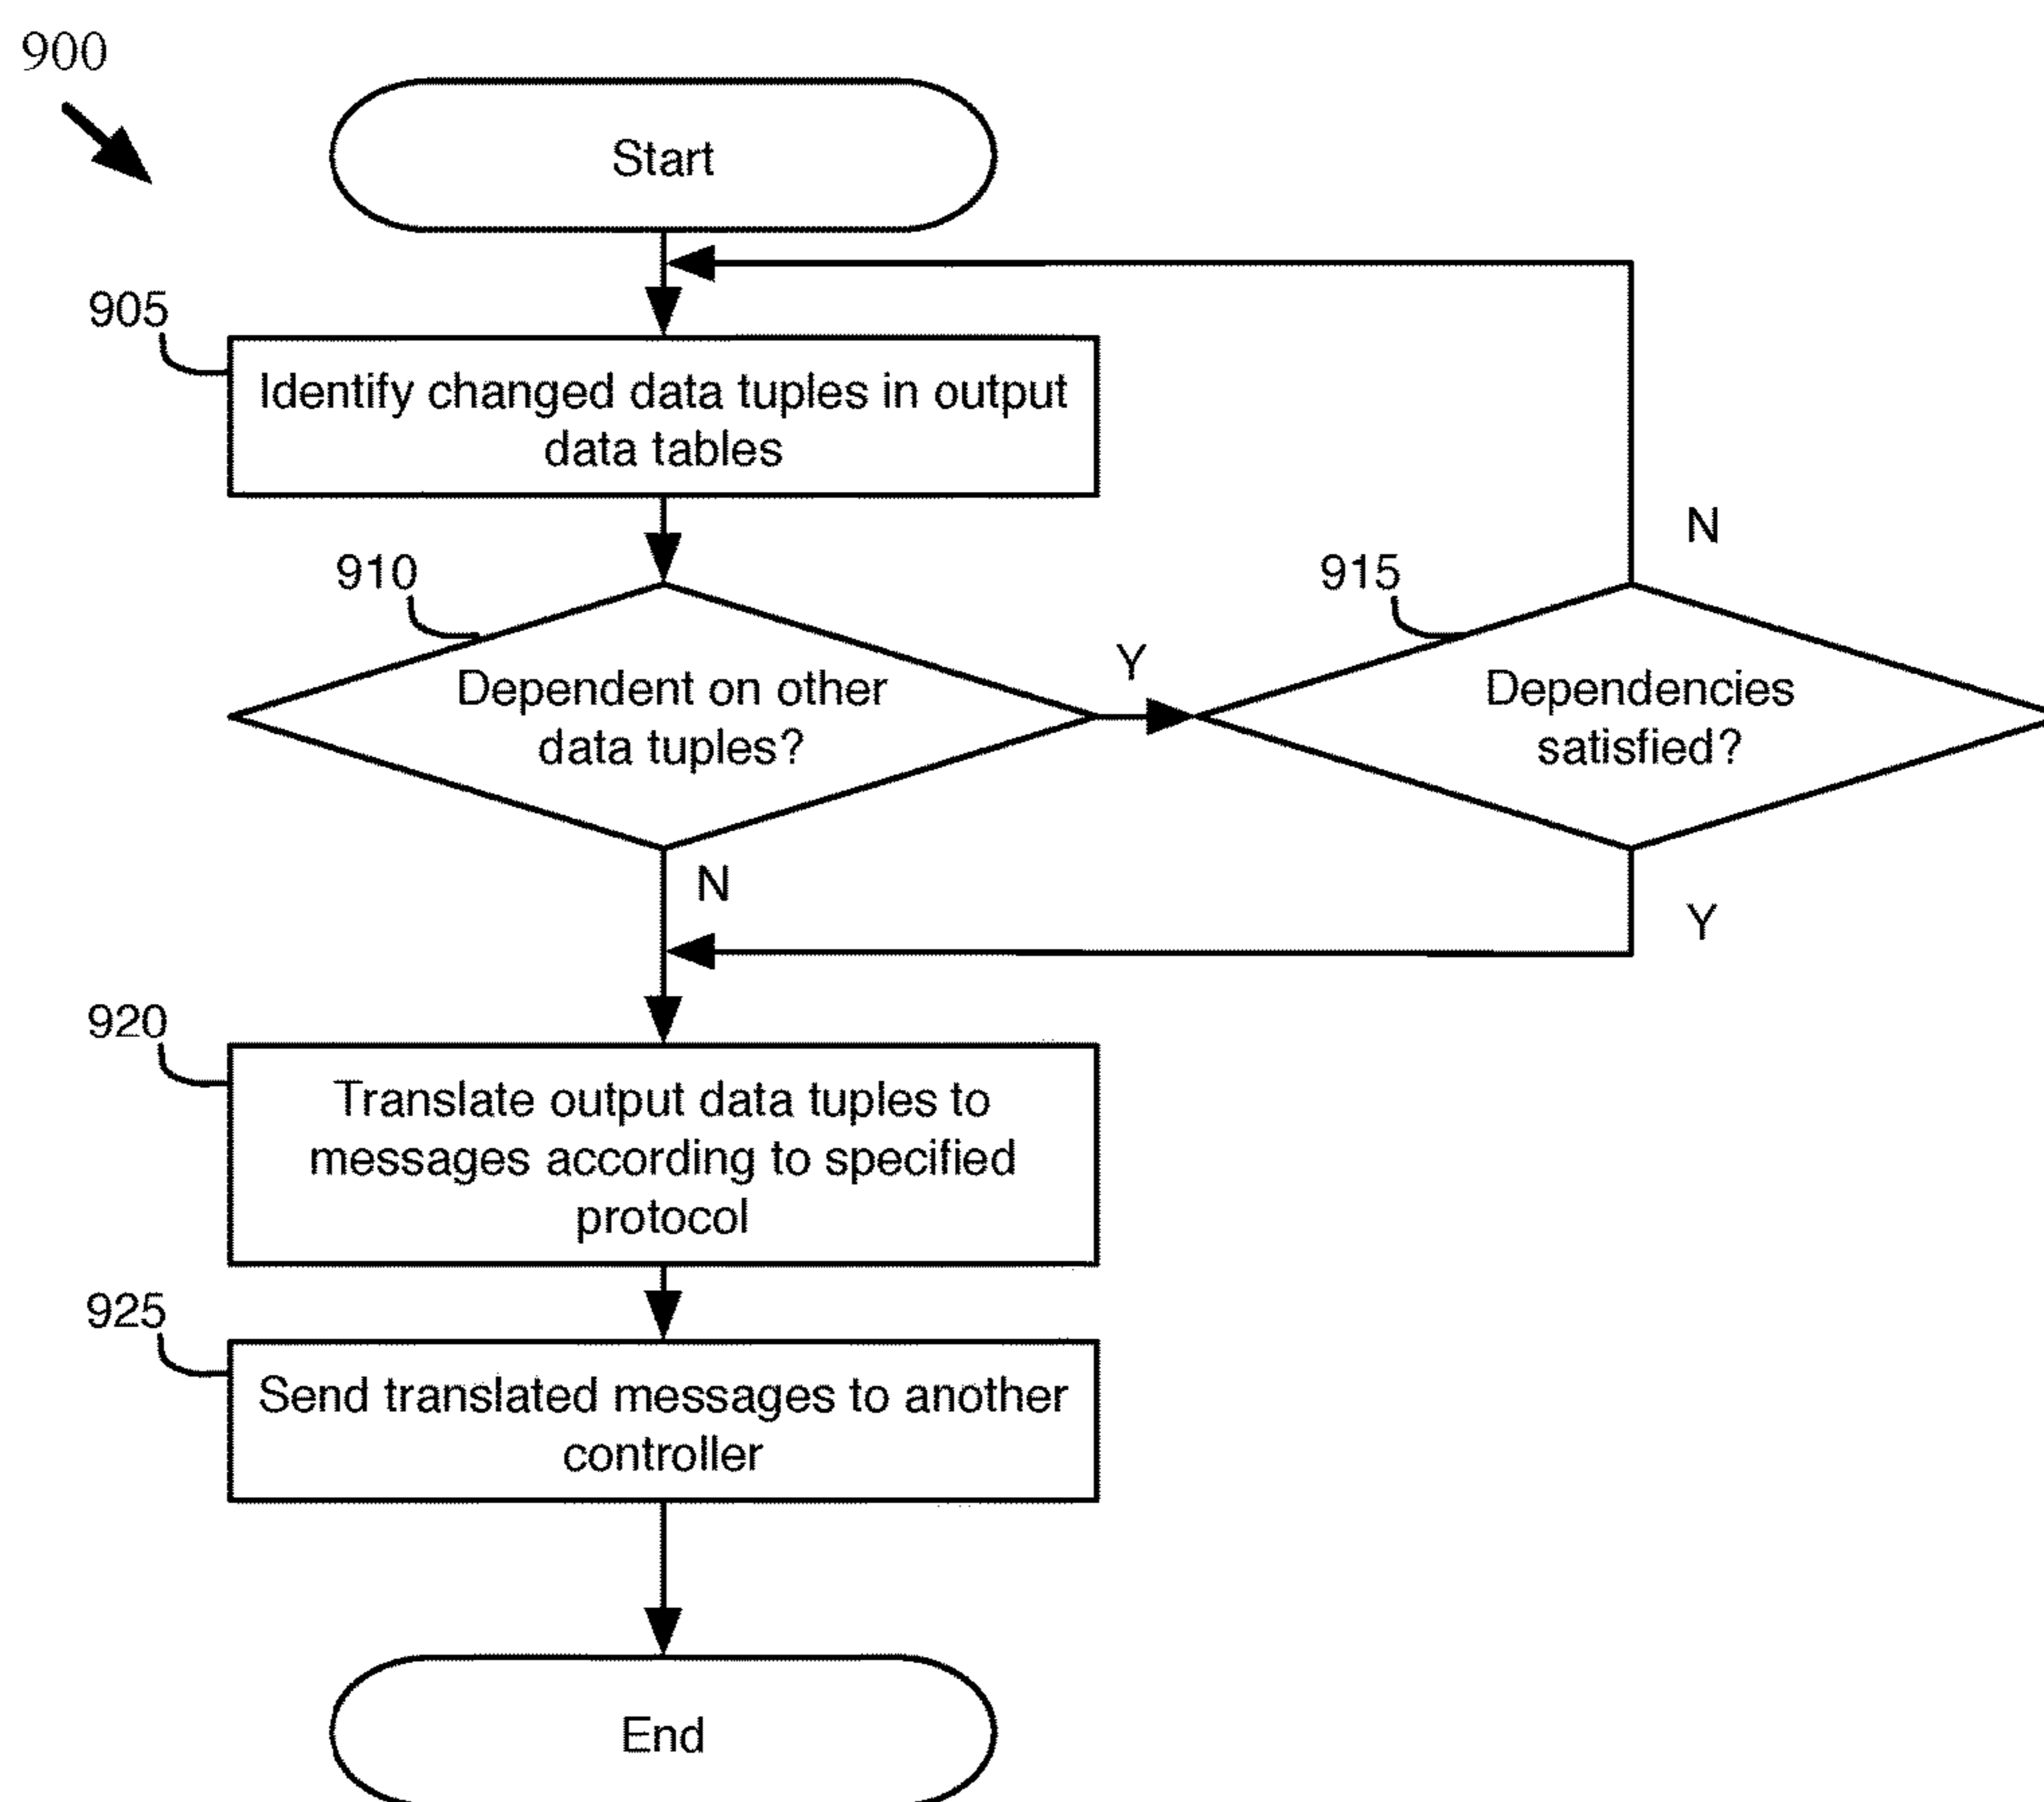 900
Start
905
Identify changed data tuples in output
data tables
N
910
915
Y
Dependent on other
data tuples?
Dependencies
satisfied?
N
Y
920
Translate output data tuples to
messages according to specified
protocol
925
Send translated messages to another
controller
End